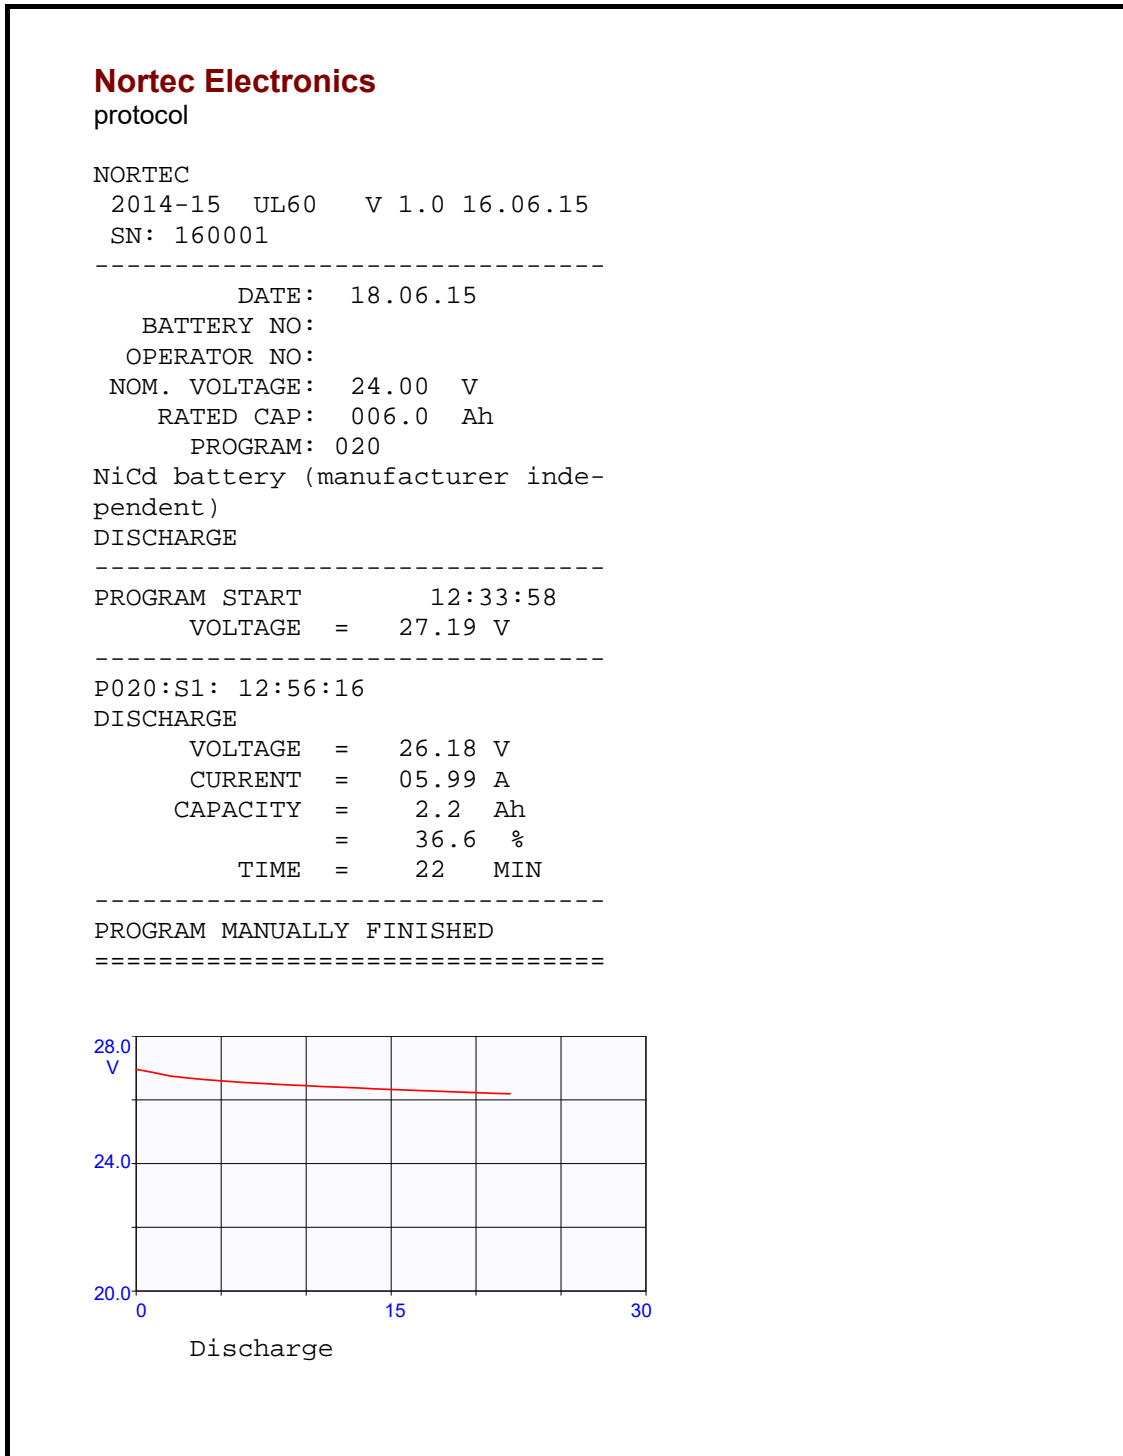 Nortec Electronics
protocol
NORTEC
2014-15  UL60   V 1.0 16.06.15
SN: 160001
--------------------------------
DATE:  18.06.15
BATTERY NO:
OPERATOR NO:
NOM. VOLTAGE:  24.00  V
RATED CAP:  006.0  Ah
PROGRAM: 020
NiCd battery (manufacturer inde-
pendent)
DISCHARGE
--------------------------------
PROGRAM START        12:33:58
VOLTAGE  =   27.19 V
--------------------------------
P020:S1: 12:56:16
DISCHARGE
VOLTAGE  =   26.18 V
CURRENT  =   05.99 A
CAPACITY  =    2.2  Ah
=    36.6  %
TIME  =    22   MIN
--------------------------------
PROGRAM MANUALLY FINISHED
================================
28.0
V
24.0
20.0
0 15 30
Discharge